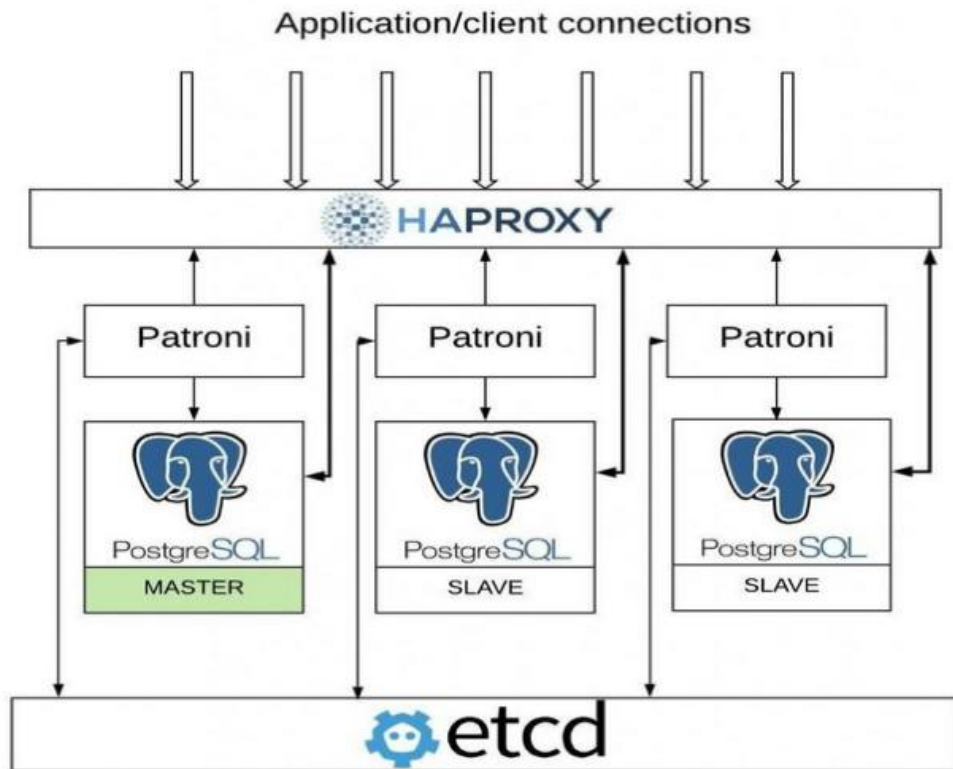 Application/client connections
HAPROXY
Patroni
Patroni
Patroni
PostgreSQL
PostgreSQL
PostgreSQL
MASTER
SLAVE
SLAVE
etcd